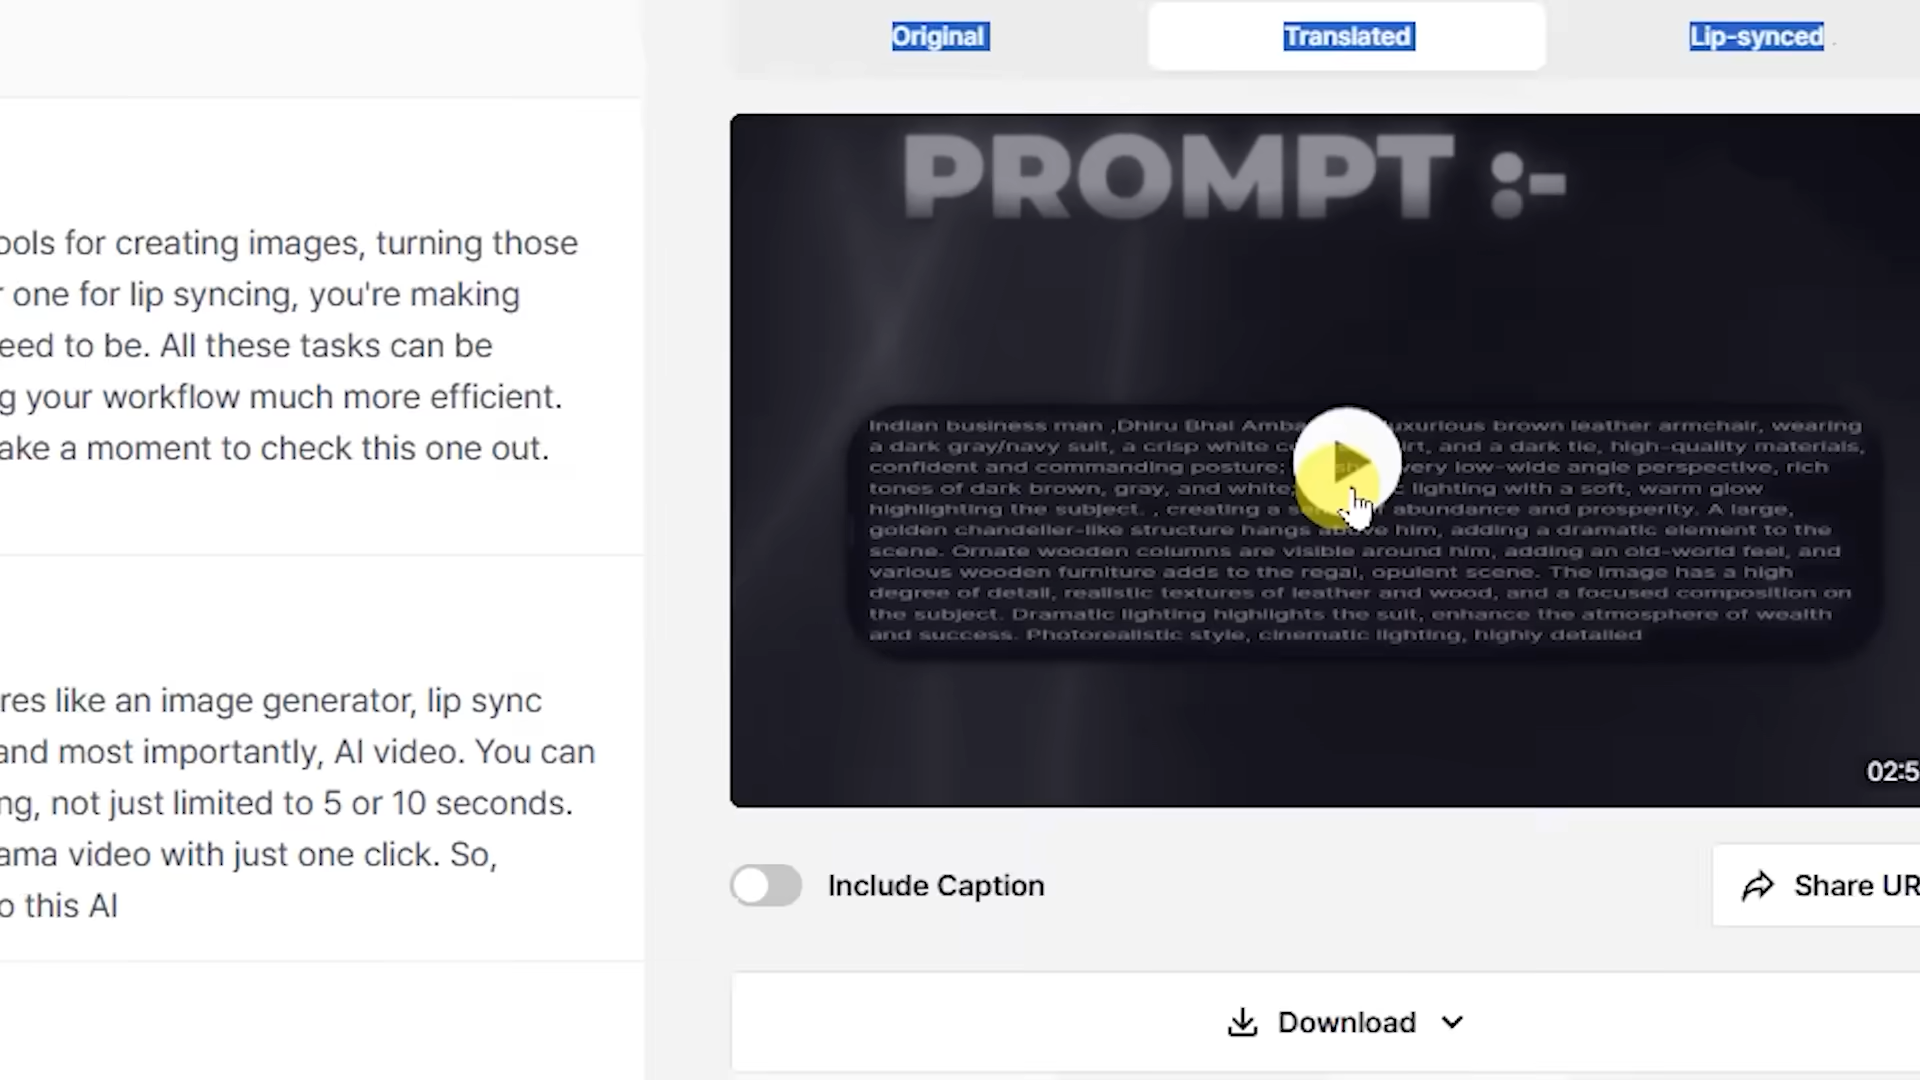 Original
Translated
Lip-synced
ools for creating images, turning those
r one for lip syncing, you're making
eed to be. All these tasks can be
g your workflow much more efficient.
ake a moment to check this one out.
res like an image generator, lip sync
and most importantly, AI video. You can
ng, not just limited to 5 or 10 seconds.
ama video with just one click. So,
o this AI
PROMPT :-
Indian business man ,Dhiru Bhai Amba uxurious brown leather armchair, wearing
a dark gray/navy suit, a crisp white c rt, and a dark tie, high-quality materials,
confident and commanding posture; very low-wide angle perspective, rich
tones of dark brown, gray, and white; c lighting with a soft, warm glow
highlighting the subject. , creating a abundance and prosperity. A large,
golden chandelier-like structure hangs above him, adding a dramatic element to the
scene. Ornate wooden columns are visible around him, adding an old-world feel, and
various wooden furniture adds to the regal, opulent scene. The image has a high
degree of detail, realistic textures of leather and wood, and a focused composition on
the subject. Dramatic lighting highlights the suit, enhance the atmosphere of wealth
and success. Photorealistic style, cinematic lighting, highly detailed
02:5
Include Caption
Share UR
Download